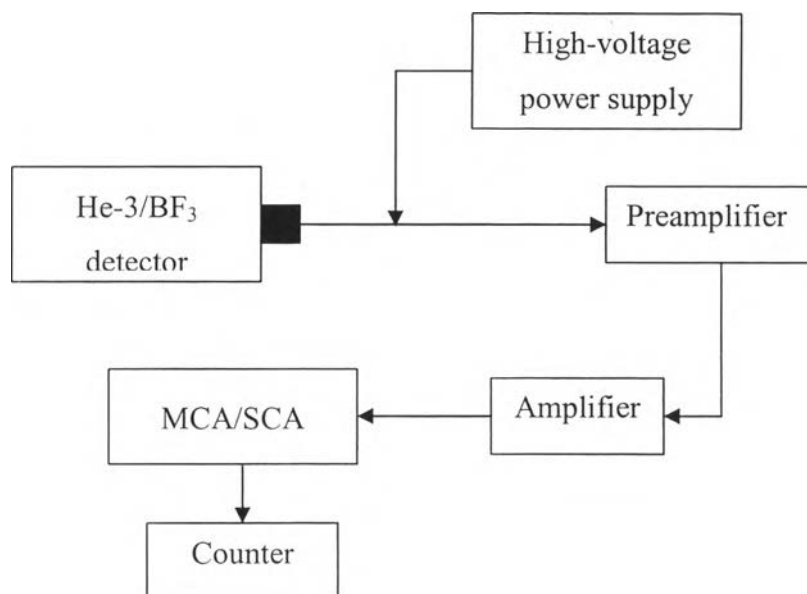 High-voltage
power supply
He-3/BF₃
detector
Preamplifier
Amplifier
MCA/SCA
Counter